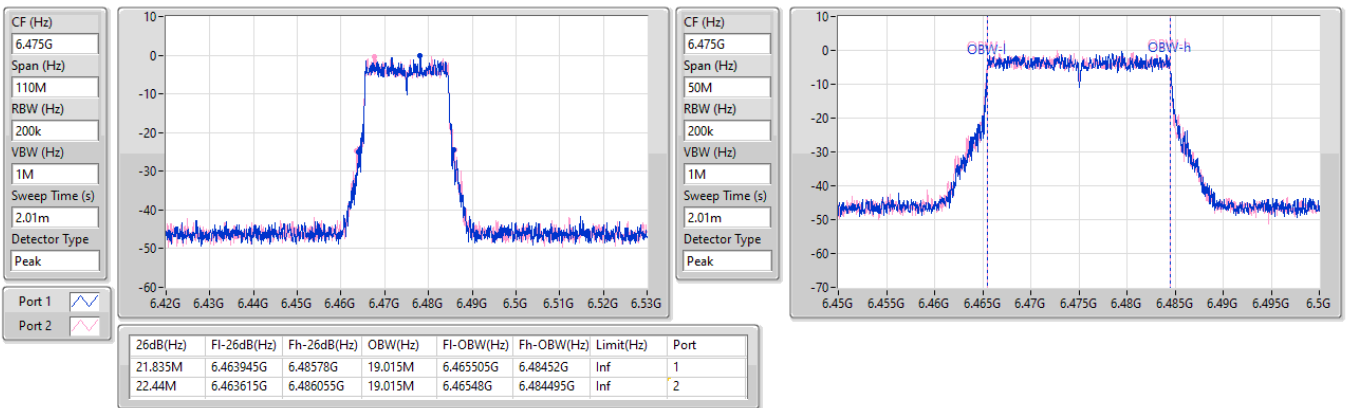 CF (Hz)
6.475G
Span (Hz)
110M
RBW (Hz)
200k
VBW (Hz)
1M
Sweep Time (s)
2.01m
Detector Type
Peak
Port 1
Port 2
10
0
-10
-20
-30
-40
-50
-60
6.42G 6.43G 6.44G 6.45G 6.46G 6.47G 6.48G 6.49G 6.5G 6.51G 6.52G 6.53G
CF (Hz)
6.475G
Span (Hz)
50M
RBW (Hz)
200k
VBW (Hz)
1M
Sweep Time (s)
2.01m
Detector Type
Peak
10
0
-10
-20
-30
-40
-50
-60
-70
OBW-l OBW-h
6.45G 6.455G 6.46G 6.465G 6.47G 6.475G 6.48G 6.485G 6.49G 6.495G 6.5G
26dB(Hz) Fl-26dB(Hz) Fh-26dB(Hz) OBW(Hz) Fl-OBW(Hz) Fh-OBW(Hz) Limit(Hz) Port
21.835M 6.463945G 6.48578G 19.015M 6.465505G 6.48452G Inf 1
22.44M 6.463615G 6.486055G 19.015M 6.46548G 6.484495G Inf 2